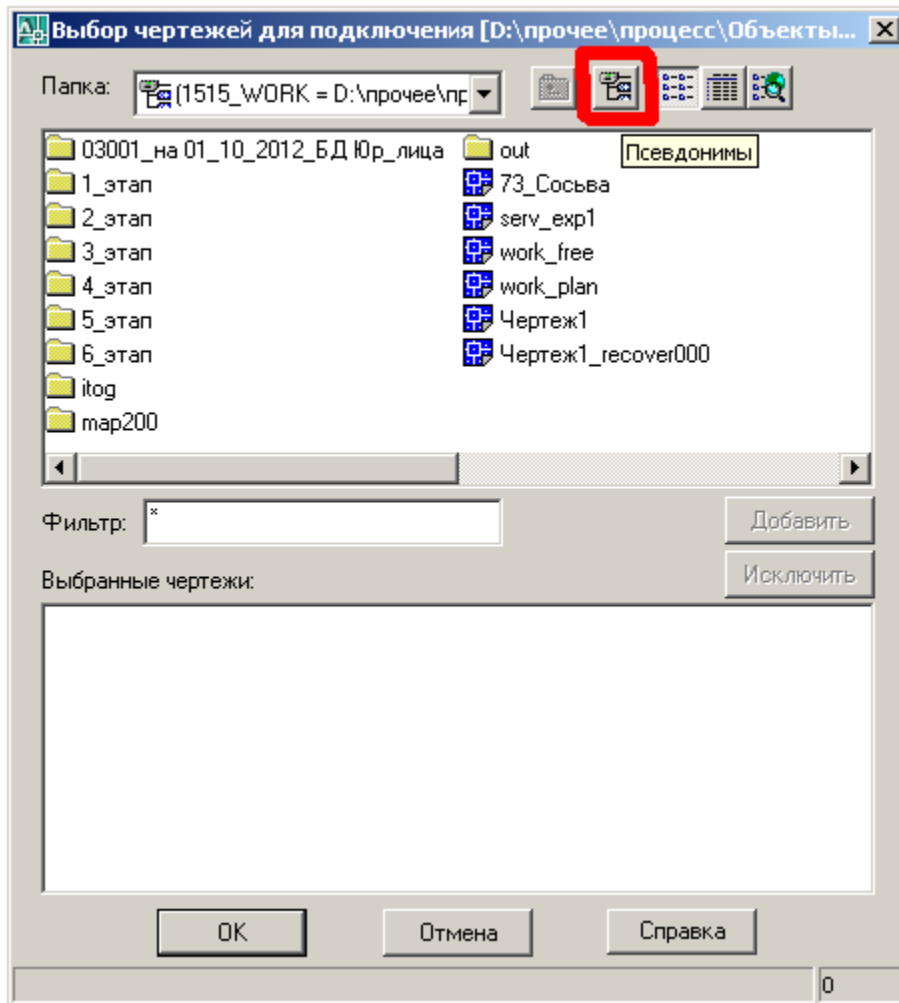 Выбор чертежей для подключения [D:\прочее\процесс\Объекты...
Папка: (1515_WORK = D:\прочее\пр
03001_на 01_10_2012_БД Юр_лица
1_этап
2_этап
3_этап
4_этап
5_этап
6_этап
itog
map200
out
73_Сосьва
serv_exp1
work_free
work_plan
Чертеж1
Чертеж1_recover000
Псевдонимы
Фильтр: *
Добавить
Исключить
Выбранные чертежи:
OK Отмена Справка
0